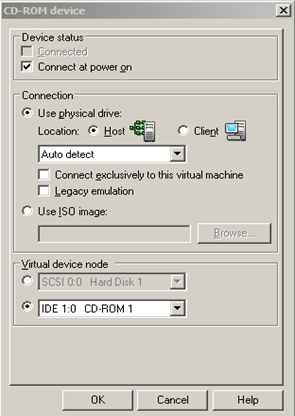 CD-ROM device
Device status
Connected
Connect at power on
Connection
Use physical drive:
Location: Host Client
Auto detect
Connect exclusively to this virtual machine
Legacy emulation
Use ISO image:
Browse...
Virtual device node
SCSI 0:0 Hard Disk 1
IDE 1:0 CD-ROM 1
OK Cancel Help